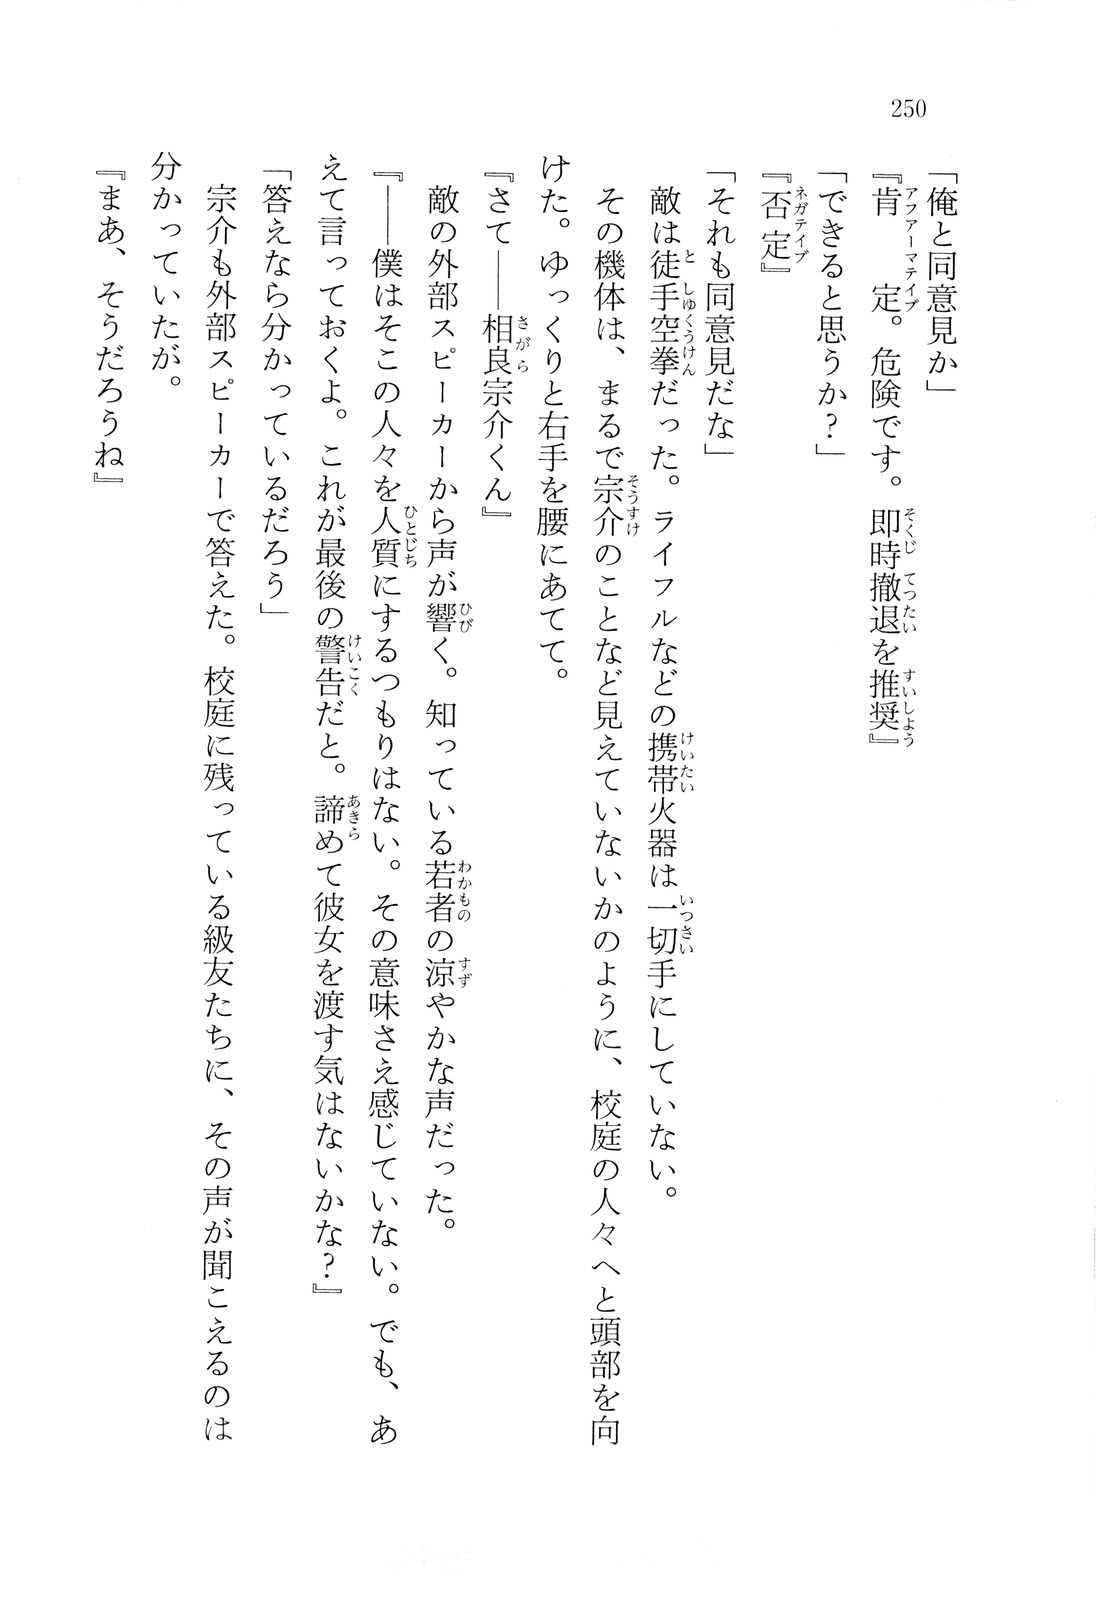 250
「俺と同意見か」
『肯定。危険です。即時撤退を推奨』
「できると思うか？」
『否定』
「それも同意見だな」
　敵は徒手空拳だった。ライフルなどの携帯火器は一切手にしていない。
　その機体は、まるで宗介のことなど見えていないかのように、校庭の人々へと頭部を向
けた。ゆっくりと右手を腰にあてて。
『さて――相良宗介くん』
　敵の外部スピーカーから声が響く。知っている若者の涼やかな声だった。
『――僕はそこの人々を人質にするつもりはない。その意味さえ感じていない。でも、あ
えて言っておくよ。これが最後の警告だと。諦めて彼女を渡す気はないかな？』
「答えなら分かっているだろう」
　宗介も外部スピーカーで答えた。校庭に残っている級友たちに、その声が聞こえるのは
分かっていたが。
『まあ、そうだろうね』